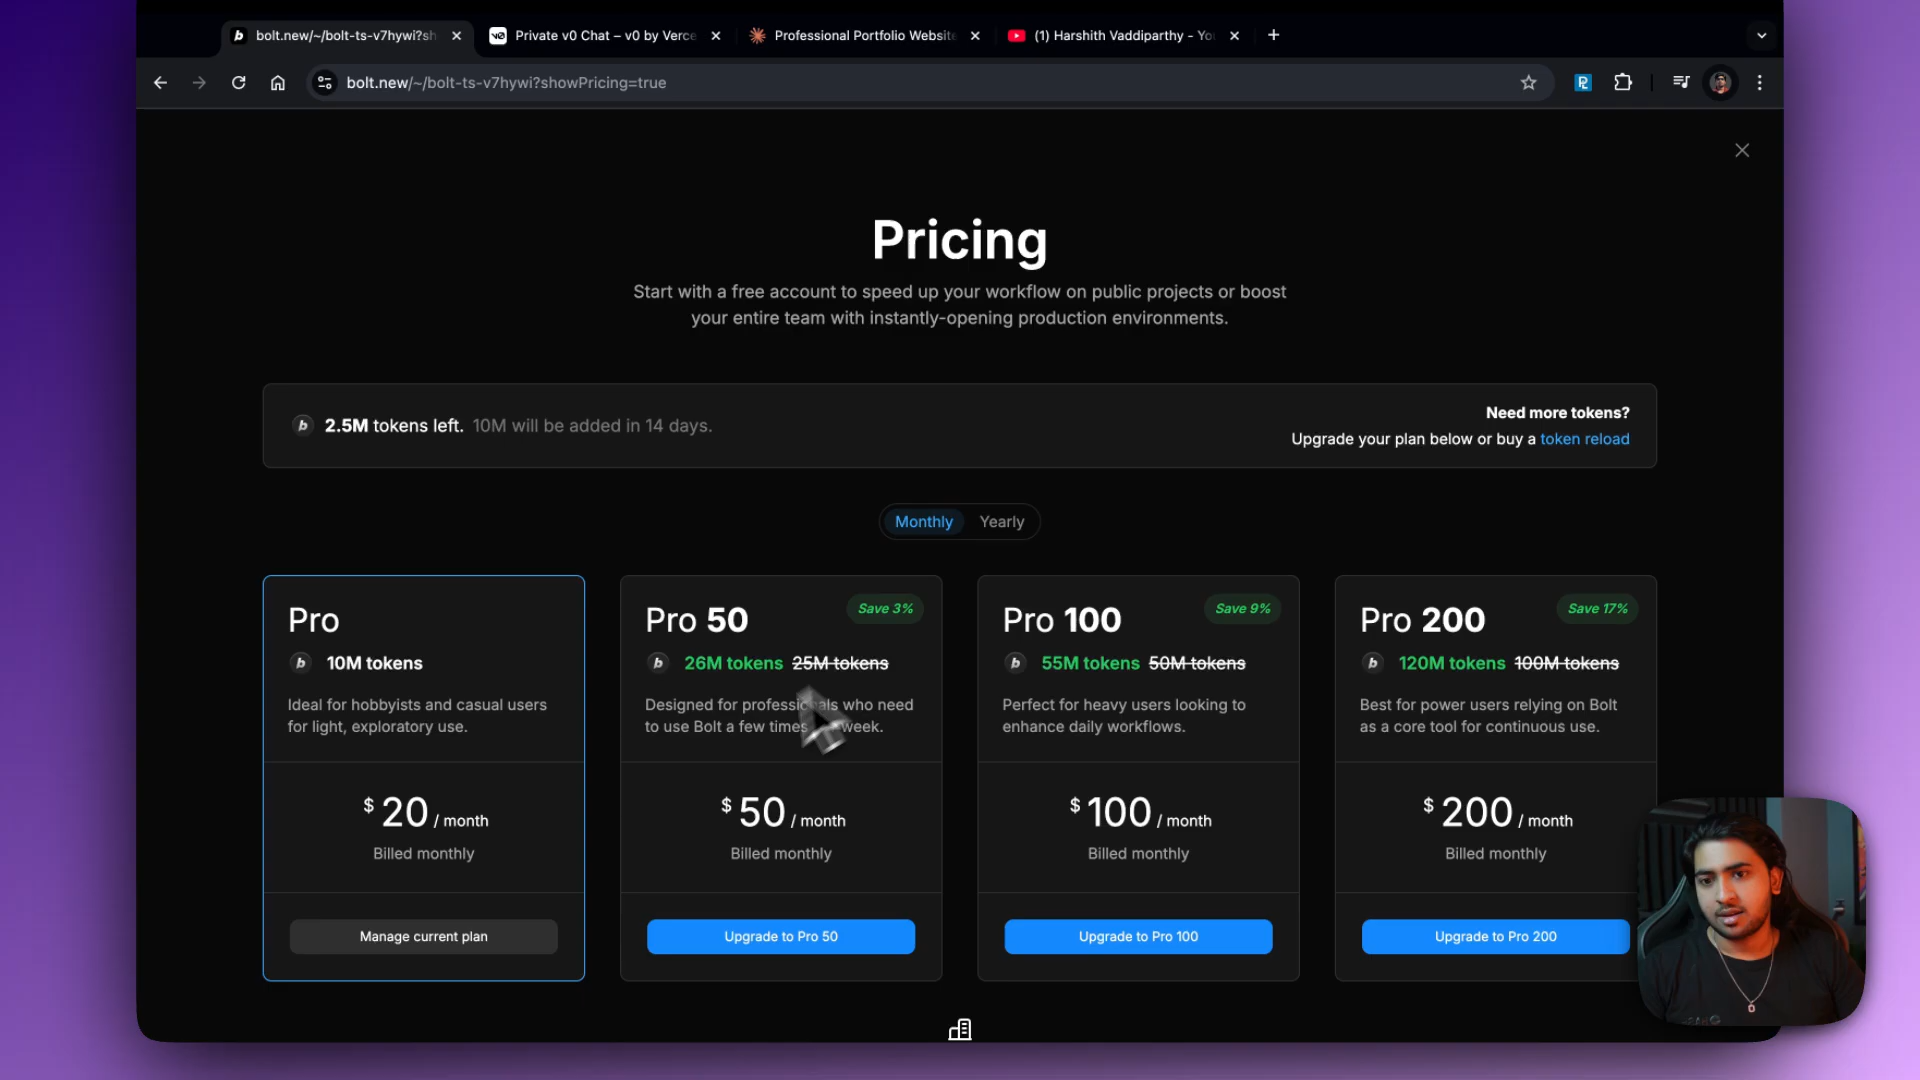 bolt.new/~/bolt-ts-v7hywi?sh
Private v0 Chat – v0 by Verce
Professional Portfolio Website
(1) Harshith Vaddiparthy - Yo
bolt.new/~/bolt-ts-v7hywi?showPricing=true
Pricing
Start with a free account to speed up your workflow on public projects or boost
your entire team with instantly-opening production environments.
2.5M tokens left. 10M will be added in 14 days.
Need more tokens?
Upgrade your plan below or buy a token reload
Monthly Yearly
Pro
10M tokens
Ideal for hobbyists and casual users
for light, exploratory use.
$ 20 / month
Billed monthly
Manage current plan
Pro 50
Save 3%
26M tokens 25M tokens
Designed for professionals who need
to use Bolt a few times week.
$ 50 / month
Billed monthly
Upgrade to Pro 50
Pro 100
Save 9%
55M tokens 50M tokens
Perfect for heavy users looking to
enhance daily workflows.
$ 100 / month
Billed monthly
Upgrade to Pro 100
Pro 200
Save 17%
120M tokens 100M tokens
Best for power users relying on Bolt
as a core tool for continuous use.
$ 200 / month
Billed monthly
Upgrade to Pro 200